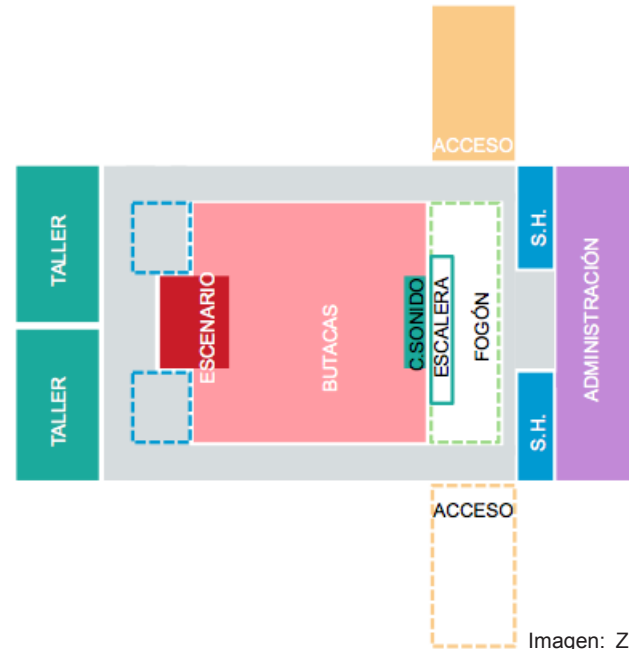 ACCESO
TALLER
S.H.
ESCENARIO
BUTACAS
C.SONIDO
ESCALERA
FOGÓN
ADMINISTRACIÓN
TALLER
S.H.
ACCESO
Imagen: Z